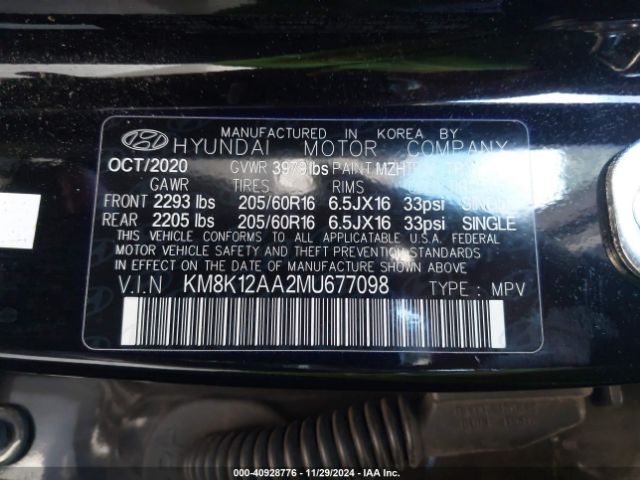 MANUFACTURED IN KOREA BY
HYUNDAI MOTOR COMPANY
OCT/2020 GVWR 3979 lbs PAINT
GAWR TIRES RIMS
FRONT 2293 lbs 205/60R16 6.5JX16 33psi SINGLE
REAR 2205 lbs 205/60R16 6.5JX16 33psi SINGLE
THIS VEHICLE CONFORMS TO ALL APPLICATABLE U.S.A. FEDERAL
MOTOR VEHICLE SAFETY AND THEFT PREVENTION STANDARDS
IN EFFECT ON THE DATE OF MANUFACTURE SHOWN ABOVE.
V.I.N KM8K12AA2MU677098 TYPE : MPV
000-40928776 | 11/29/2024 | IAA Inc.